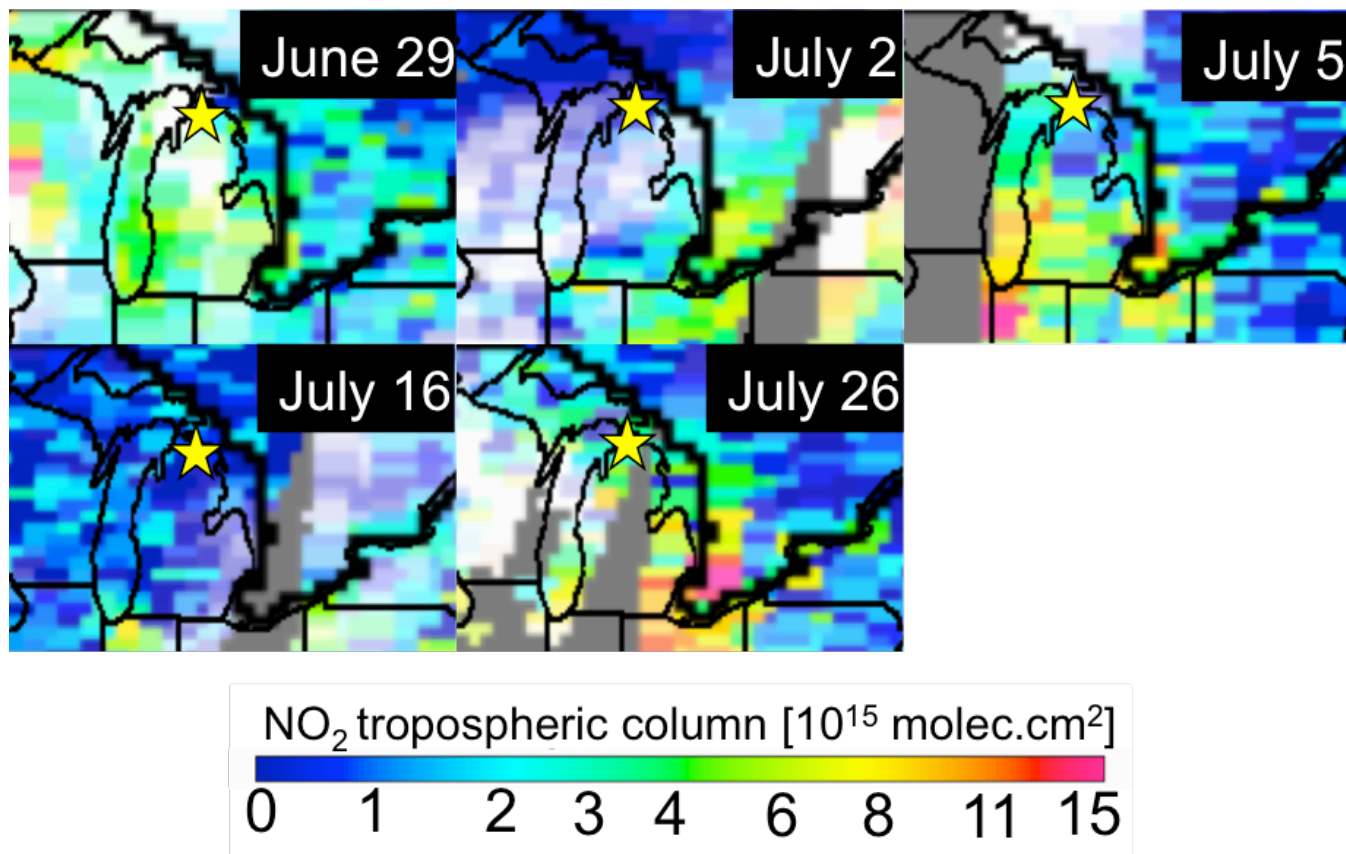 June 29
July 2
July 5
July 16
July 26
NO₂ tropospheric column [10¹⁵ molec.cm²]
0 1 2 3 4 6 8 11 15